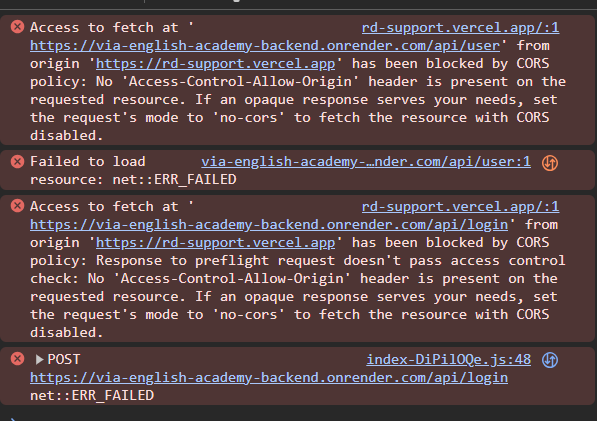 Access to fetch at ' rd-support.vercel.app/:1
https://via-english-academy-backend.onrender.com/api/user' from
origin 'https://rd-support.vercel.app' has been blocked by CORS
policy: No 'Access-Control-Allow-Origin' header is present on the
requested resource. If an opaque response serves your needs, set
the request's mode to 'no-cors' to fetch the resource with CORS
disabled.
Failed to load via-english-academy-…nder.com/api/user:1
resource: net::ERR_FAILED
Access to fetch at ' rd-support.vercel.app/:1
https://via-english-academy-backend.onrender.com/api/login' from
origin 'https://rd-support.vercel.app' has been blocked by CORS
policy: Response to preflight request doesn't pass access control
check: No 'Access-Control-Allow-Origin' header is present on the
requested resource. If an opaque response serves your needs, set
the request's mode to 'no-cors' to fetch the resource with CORS
disabled.
POST index-DiPilOQe.js:48
https://via-english-academy-backend.onrender.com/api/login
net::ERR_FAILED